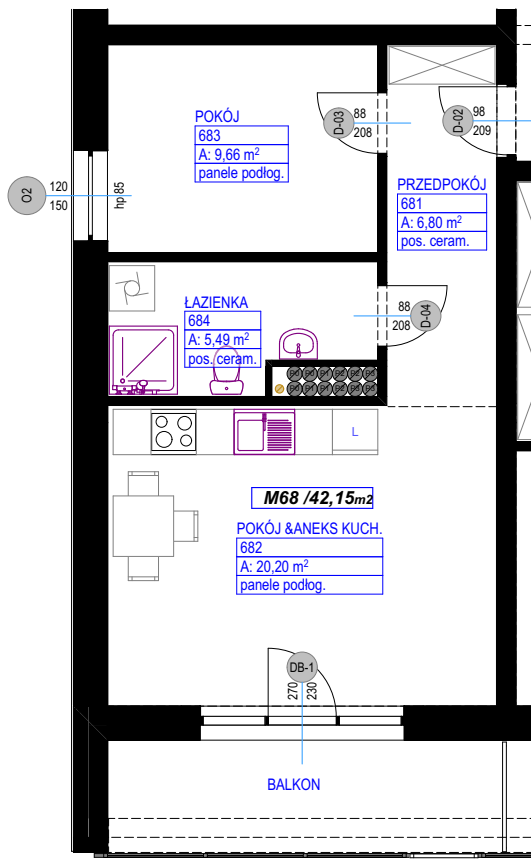 POKÓJ
683
A: 9,66 m²
panele podłog.
D-03
88
208
D-02
98
209
O2
120
150
hp 85
PRZEDPOKÓJ
681
A: 6,80 m²
pos. ceram.
ŁAZIENKA
684
A: 5,49 m²
pos. ceram.
88
208
D-04
L
M68 /42,15m2
POKÓJ &ANEKS KUCH.
682
A: 20,20 m²
panele podłog.
DB-1
270
230
BALKON